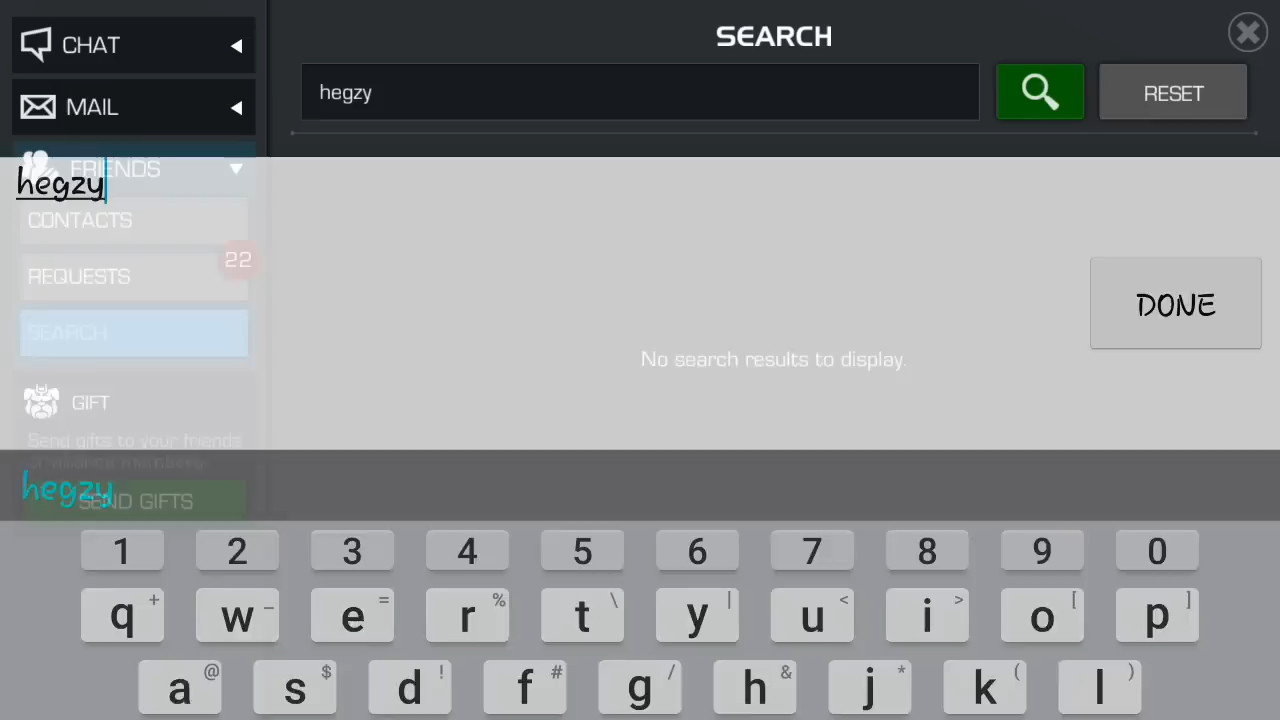 CHAT
MAIL
FRIENDS
CONTACTS
REQUESTS
22
SEARCH
GIFT
Send gifts to your friends
SEND GIFTS
SEARCH
hegzy
RESET
hegzy
No search results to display.
DONE
hegzy
1 2 3 4 5 6 7 8 9 0
q + w – e = r % t \ y | u < i > o [ p ]
a @ s $ d ! f # g / h & j * k ( l )